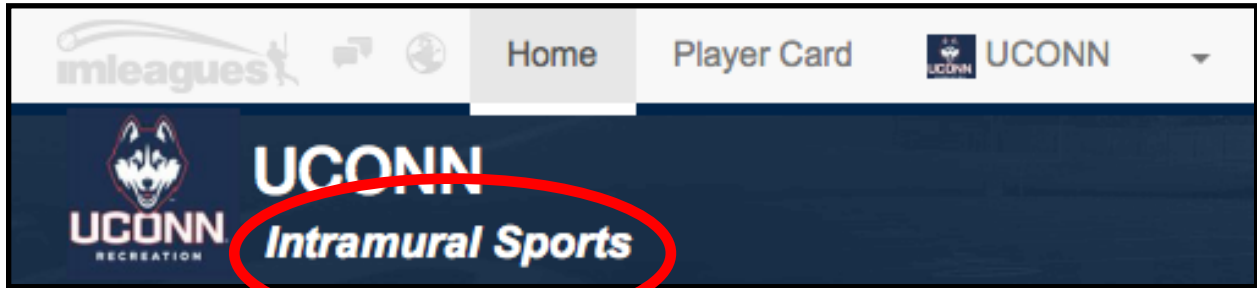 imleagues Home Player Card UCONN UCONN
UCONN
Intramural Sports
UCONN
RECREATION